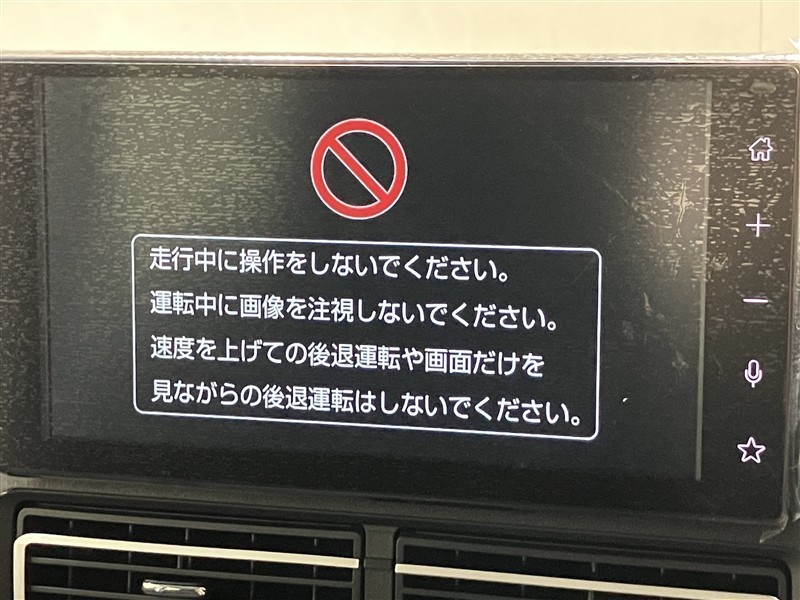 走行中に操作をしないでください。
運転中に画像を注視しないでください。
速度を上げての後退運転や画面だけを
見ながらの後退運転はしないでください。